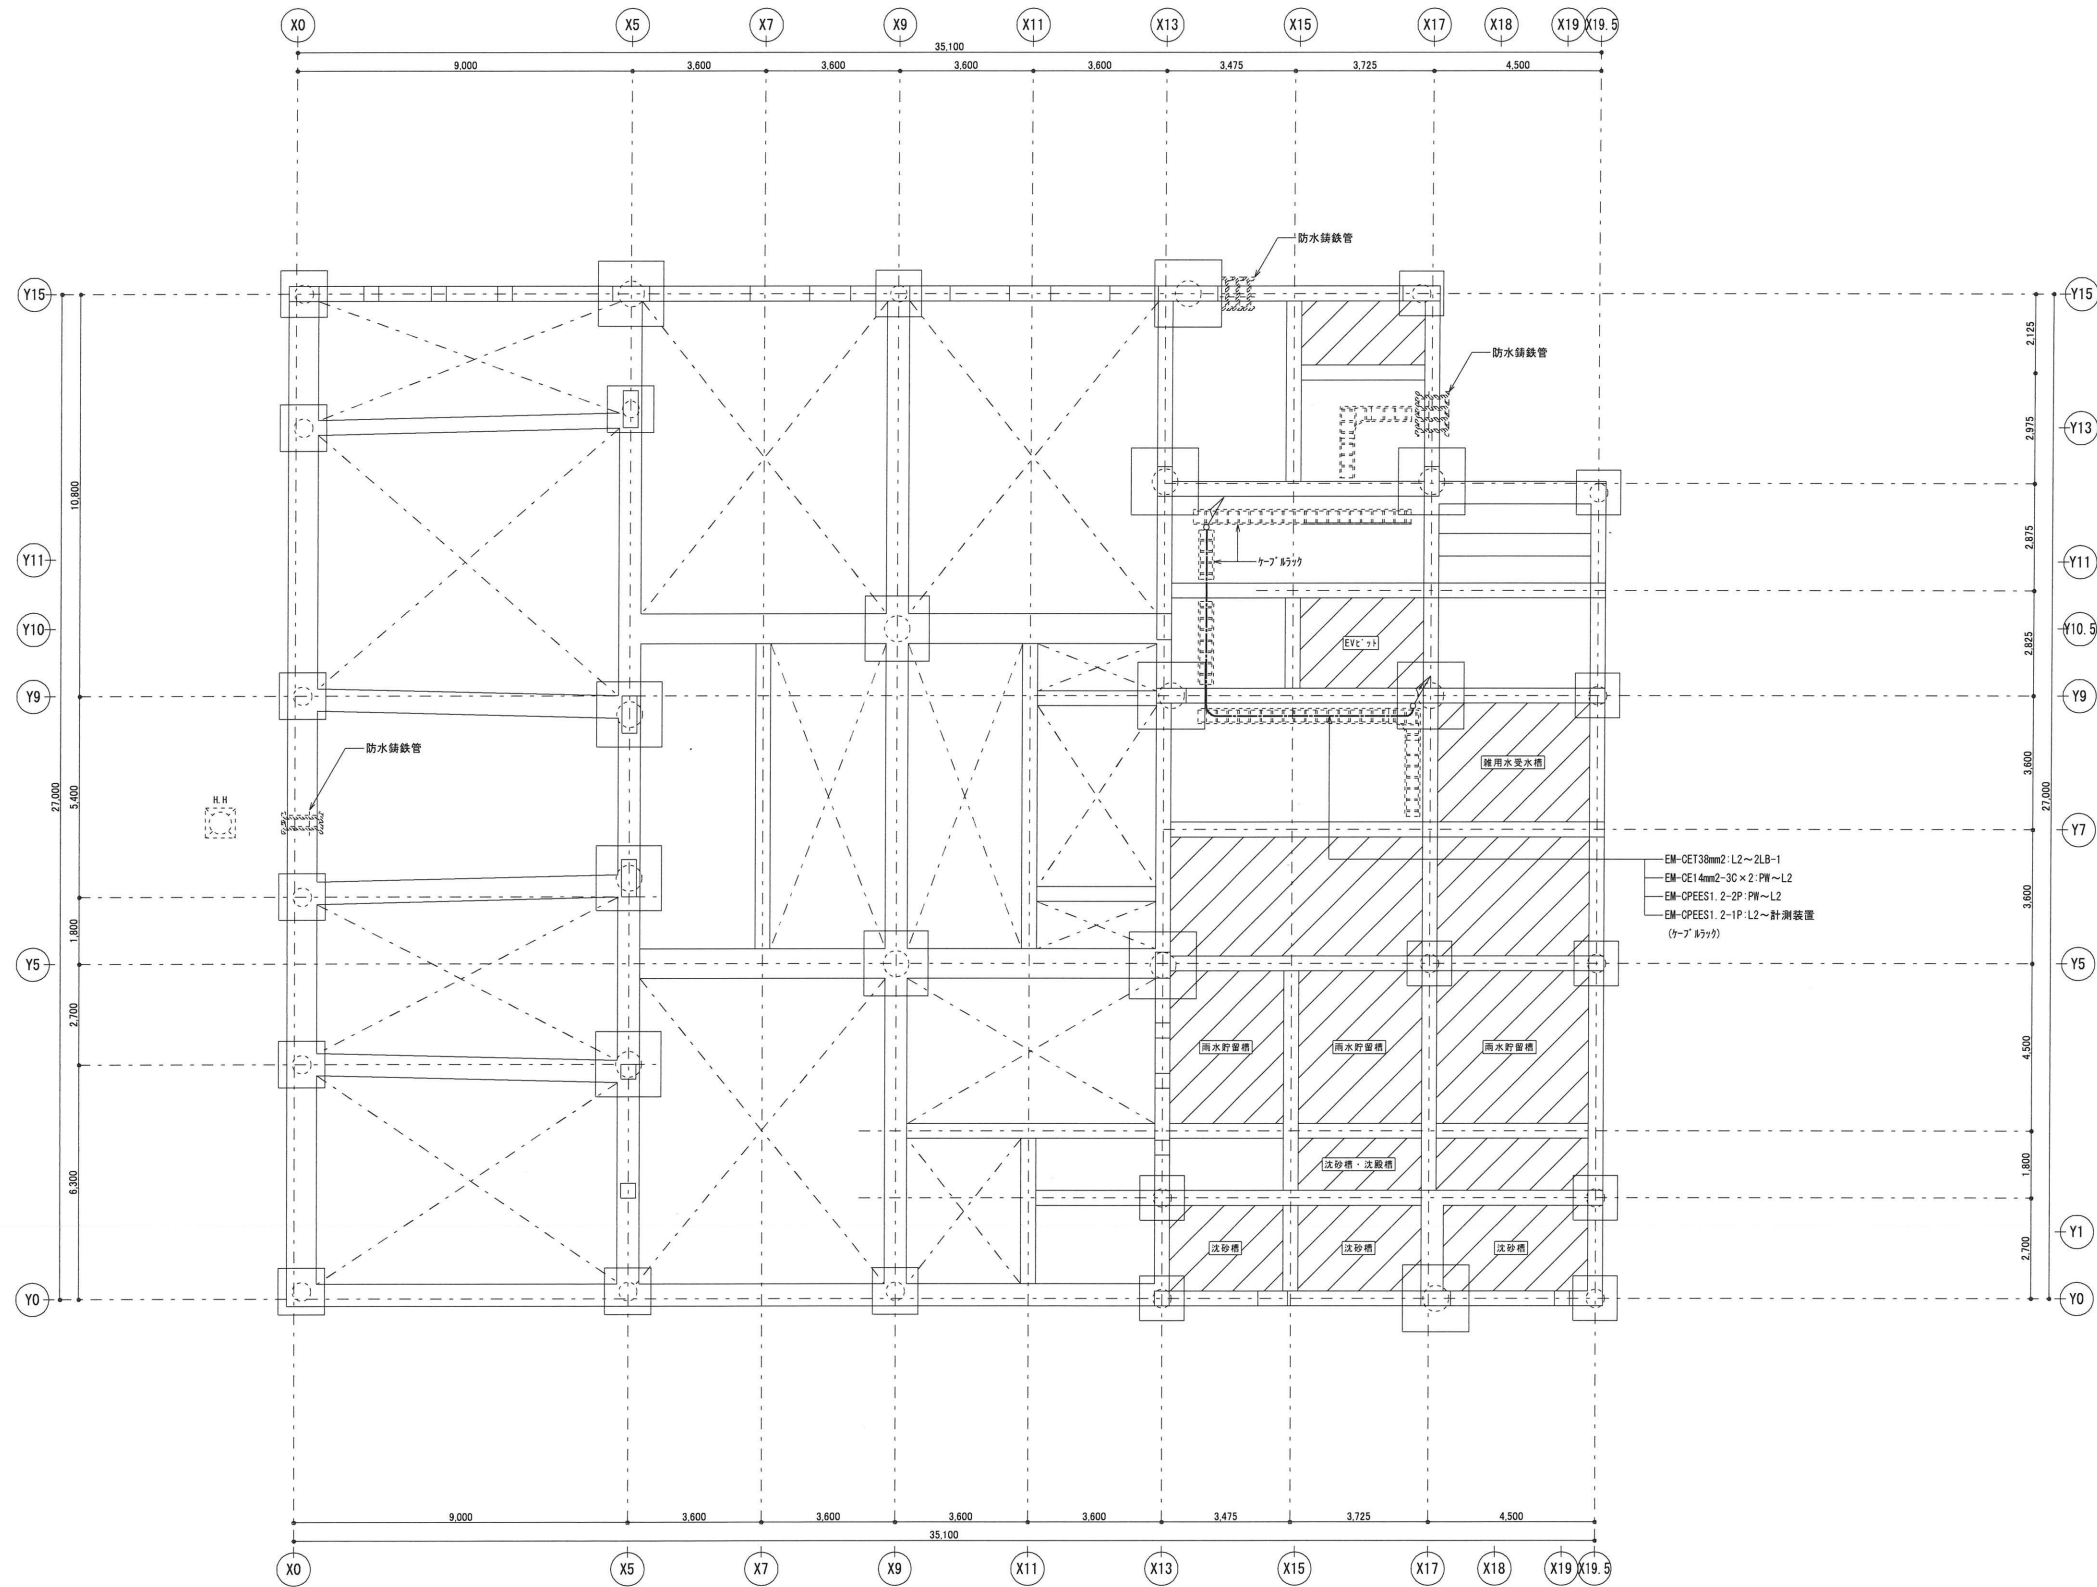 X0 X5 X7 X9 X11 X13 X15 X17 X18 X19 X19.5
35,100
9,000 3,600 3,600 3,600 3,600 3,475 3,725 4,500
防水鋳鉄管
Y15 Y15
2,125
防水鋳鉄管
Y13
2,975
10,800
2,875
Y11 ケーブルラック Y11
Y10 Y10.5
EVピット
2,825
Y9 Y9
防水鋳鉄管
雑用水受水槽
3,600
H.H
27,000
5,400
27,000
Y7
EM-CET38mm2:L2～2LB-1
EM-CE14mm2-3C×2:PW～L2
EM-CPEES1.2-2P:PW～L2
EM-CPEES1.2-1P:L2～計測装置
(ケーブルラック)
3,600
1,800
Y5 Y5
2,700
雨水貯留槽 雨水貯留槽 雨水貯留槽
4,500
沈砂槽・沈殿槽
1,800
6,300
Y1
沈砂槽 沈砂槽 沈砂槽
2,700
Y0 Y0
9,000 3,600 3,600 3,600 3,600 3,475 3,725 4,500
35,100
X0 X5 X7 X9 X11 X13 X15 X17 X18 X19 X19.5